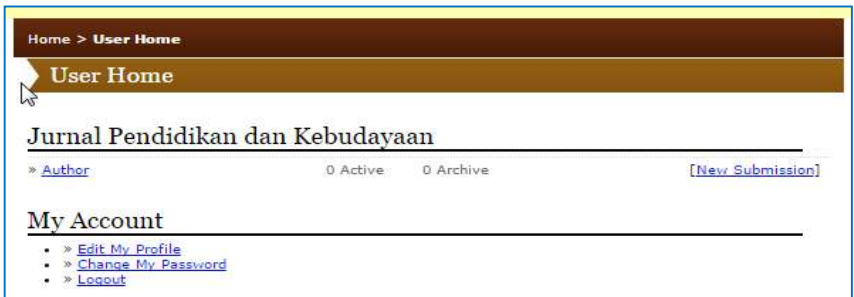 Home > User Home
User Home
Jurnal Pendidikan dan Kebudayaan
» Author 0 Active 0 Archive [New Submission]
My Account
• » Edit My Profile
• » Change My Password
• » Logout